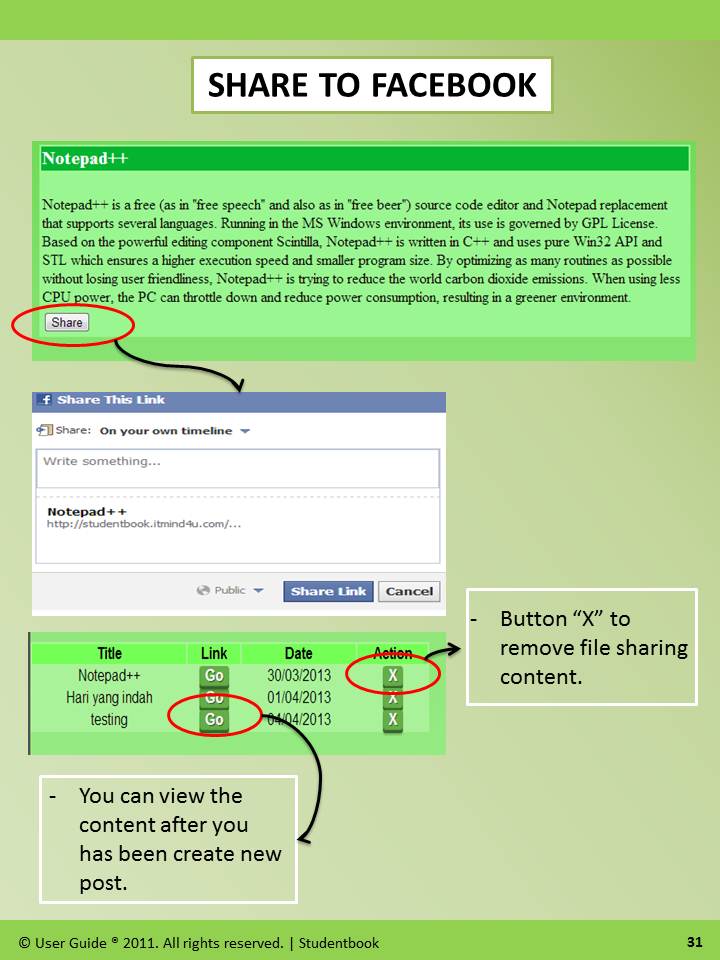 SHARE TO FACEBOOK
Notepad++
Notepad++ is a free (as in "free speech" and also as in "free beer") source code editor and Notepad replacement
that supports several languages. Running in the MS Windows environment, its use is governed by GPL License.
Based on the powerful editing component Scintilla, Notepad++ is written in C++ and uses pure Win32 API and
STL which ensures a higher execution speed and smaller program size. By optimizing as many routines as possible
without losing user friendliness, Notepad++ is trying to reduce the world carbon dioxide emissions. When using less
CPU power, the PC can throttle down and reduce power consumption, resulting in a greener environment.
Share
f Share This Link
Share: On your own timeline
Write something...
Notepad++
http://studentbook.itmind4u.com/...
Public Share Link Cancel
- Button “X” to
remove file sharing
content.
Title Link Date Action
Notepad++ Go 30/03/2013 X
Hari yang indah Go 01/04/2013 X
testing Go 04/04/2013 X
- You can view the
content after you
has been create new
post.
© User Guide ® 2011. All rights reserved. | Studentbook
31